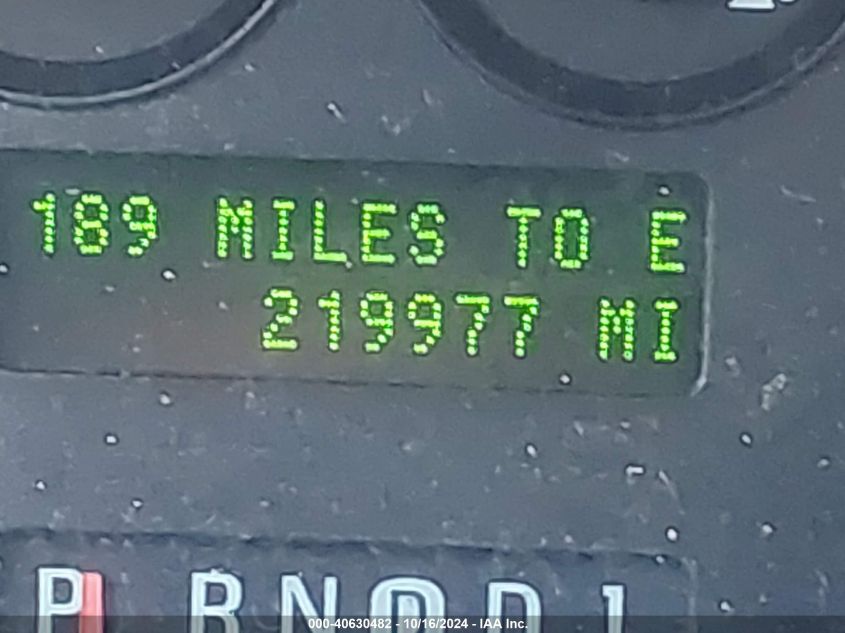 189 MILES TO E
219977 MI
P R N D D 1
000-40630482 - 10/16/2024 - IAA Inc.